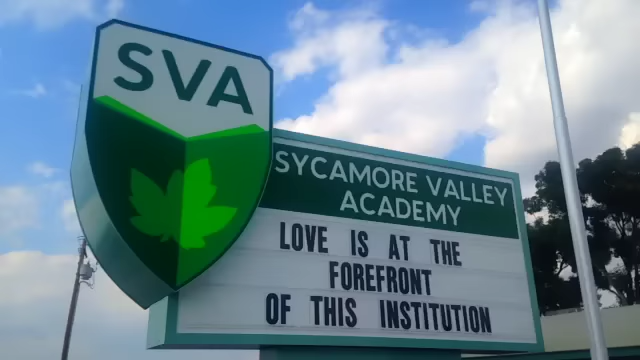 SVA
SYCAMORE VALLEY
ACADEMY
LOVE IS AT THE
FOREFRONT
OF THIS INSTITUTION